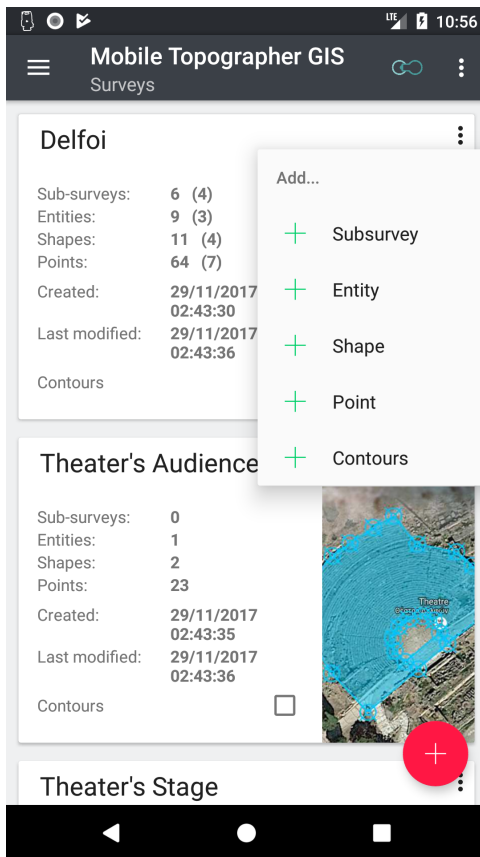 LTE 10:56
Mobile Topographer GIS
Surveys
Delfoi
Add...
Sub-surveys: 6 (4)
Entities: 9 (3)
Shapes: 11 (4)
Points: 64 (7)
Created: 29/11/2017
02:43:30
Last modified: 29/11/2017
02:43:36
Contours
Subsurvey
Entity
Shape
Point
Contours
Theater's Audience
Sub-surveys: 0
Entities: 1
Shapes: 2
Points: 23
Created: 29/11/2017
02:43:35
Last modified: 29/11/2017
02:43:36
Contours
Theatre
Theater's Stage